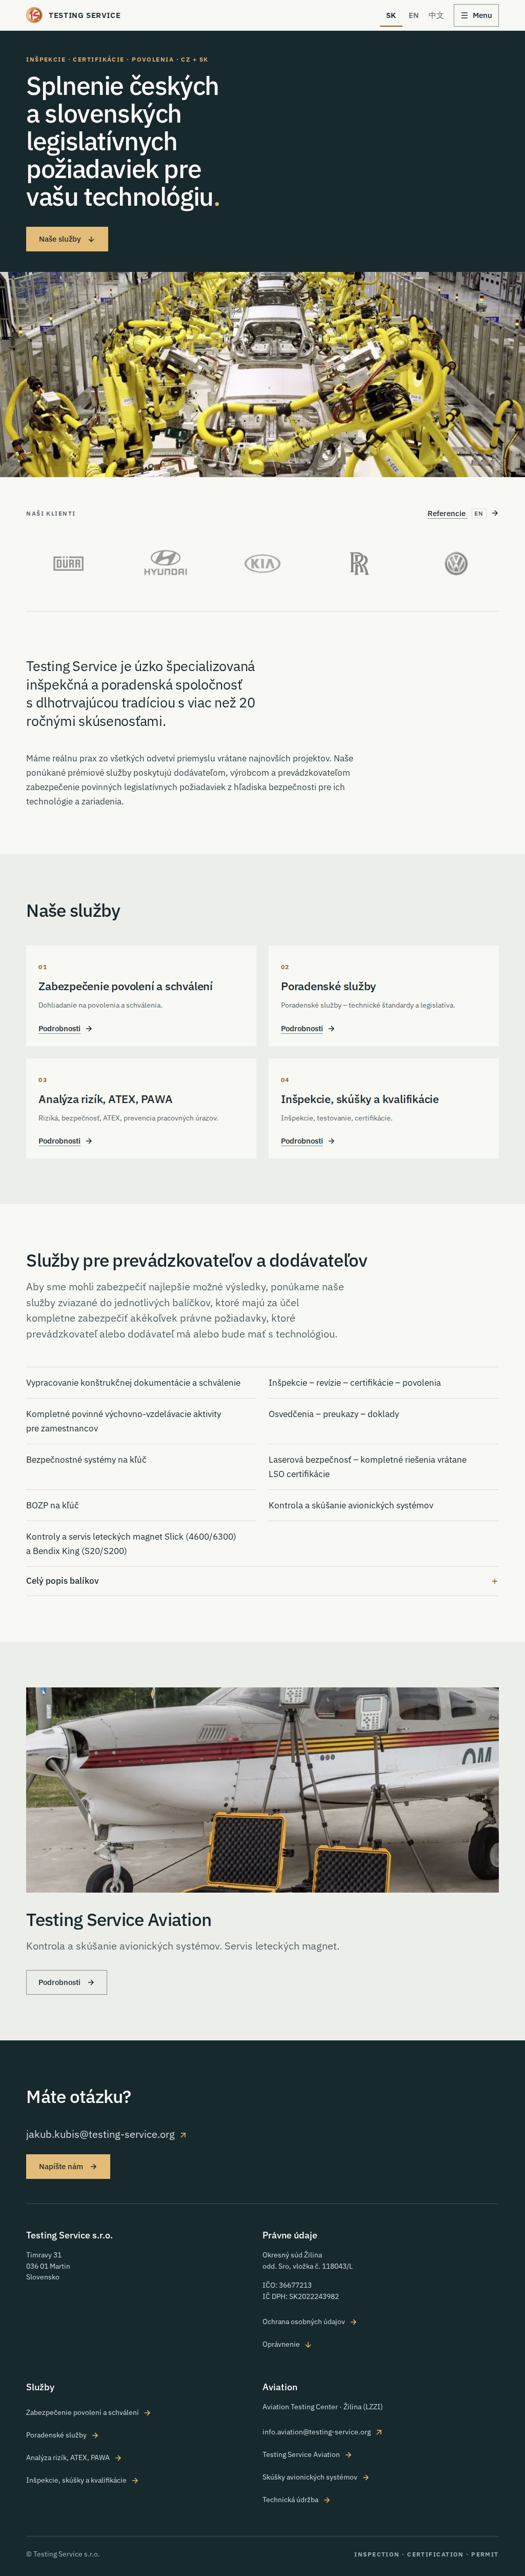 TESTING SERVICE
SK EN 中文 Menu
INŠPEKCIE · CERTIFIKÁCIE · POVOLENIA · CZ + SK
Splnenie českých
a slovenských
legislatívnych
požiadaviek pre
vašu technológiu.
Naše služby
NAŠI KLIENTI
Referencie EN
DÜRR
HYUNDAI
KIA
Testing Service je úzko špecializovaná
inšpekčná a poradenská spoločnosť
s dlhotrvajúcou tradíciou s viac než 20
ročnými skúsenosťami.
Máme reálnu prax zo všetkých odvetví priemyslu vrátane najnovších projektov. Naše
ponúkané prémiové služby poskytujú dodávateľom, výrobcom a prevádzkovateľom
zabezpečenie povinných legislatívnych požiadaviek z hľadiska bezpečnosti pre ich
technológie a zariadenia.
Naše služby
01
Zabezpečenie povolení a schválení
Dohliadanie na povolenia a schválenia.
Podrobnosti
02
Poradenské služby
Poradenské služby – technické štandardy a legislatíva.
Podrobnosti
03
Analýza rizík, ATEX, PAWA
Riziká, bezpečnosť, ATEX, prevencia pracovných úrazov.
Podrobnosti
04
Inšpekcie, skúšky a kvalifikácie
Inšpekcie, testovanie, certifikácie.
Podrobnosti
Služby pre prevádzkovateľov a dodávateľov
Aby sme mohli zabezpečiť najlepšie možné výsledky, ponúkame naše
služby zviazané do jednotlivých balíčkov, ktoré majú za účel
kompletne zabezpečiť akékoľvek právne požiadavky, ktoré
prevádzkovateľ alebo dodávateľ má alebo bude mať s technológiou.
Vypracovanie konštrukčnej dokumentácie a schválenie
Inšpekcie – revízie – certifikácie – povolenia
Kompletné povinné výchovno-vzdelávacie aktivity
pre zamestnancov
Osvedčenia – preukazy – doklady
Bezpečnostné systémy na kľúč
Laserová bezpečnosť – kompletné riešenia vrátane
LSO certifikácie
BOZP na kľúč
Kontrola a skúšanie avionických systémov
Kontroly a servis leteckých magnet Slick (4600/6300)
a Bendix King (S20/S200)
Celý popis balíkov
OM
Testing Service Aviation
Kontrola a skúšanie avionických systémov. Servis leteckých magnet.
Podrobnosti
Máte otázku?
jakub.kubis@testing-service.org
Napíšte nám
Testing Service s.r.o.
Timravy 31
036 01 Martin
Slovensko
Právne údaje
Okresný súd Žilina
odd. Sro, vložka č. 118043/L
IČO: 36677213
IČ DPH: SK2022243982
Ochrana osobných údajov
Oprávnenie
Služby
Zabezpečenie povolení a schválení
Poradenské služby
Analýza rizík, ATEX, PAWA
Inšpekcie, skúšky a kvalifikácie
Aviation
Aviation Testing Center · Žilina (LZZI)
info.aviation@testing-service.org
Testing Service Aviation
Skúšky avionických systémov
Technická údržba
© Testing Service s.r.o.
INSPECTION · CERTIFICATION · PERMIT